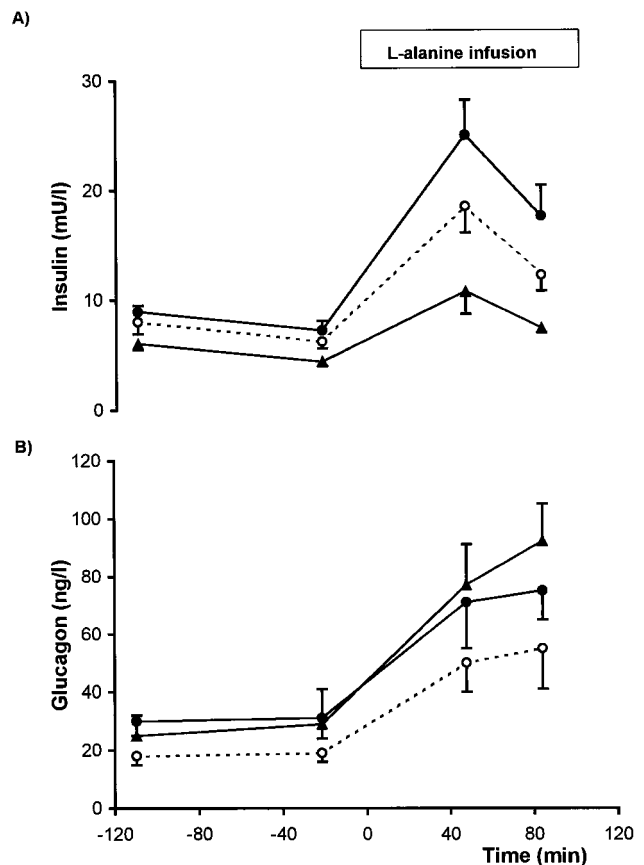 A)
L-alanine infusion
30
20
10
0
Insulin (mU/l)
B)
120
100
80
60
40
20
0
Glucagon (ng/l)
-120 -80 -40 0 40 80 120
Time (min)